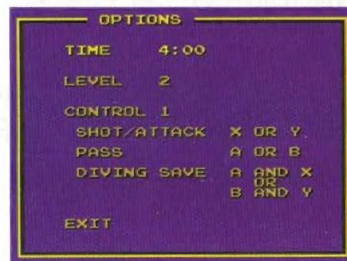 OPTIONS
TIME 4:00
LEVEL 2
CONTROL 1
SHOT/ATTACK X OR Y
PASS A OR B
DIVING SAVE A AND X
OR
B AND Y
EXIT